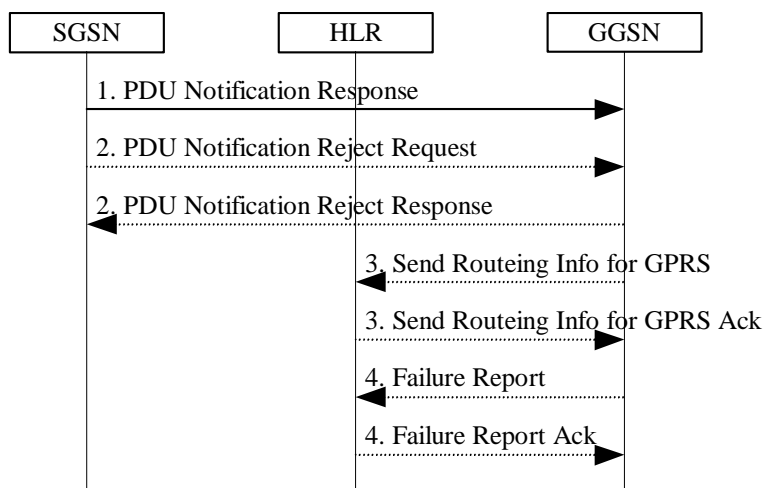 SGSN
HLR
GGSN
1. PDU Notification Response
2. PDU Notification Reject Request
2. PDU Notification Reject Response
3. Send Routeing Info for GPRS
3. Send Routeing Info for GPRS Ack
4. Failure Report
4. Failure Report Ack